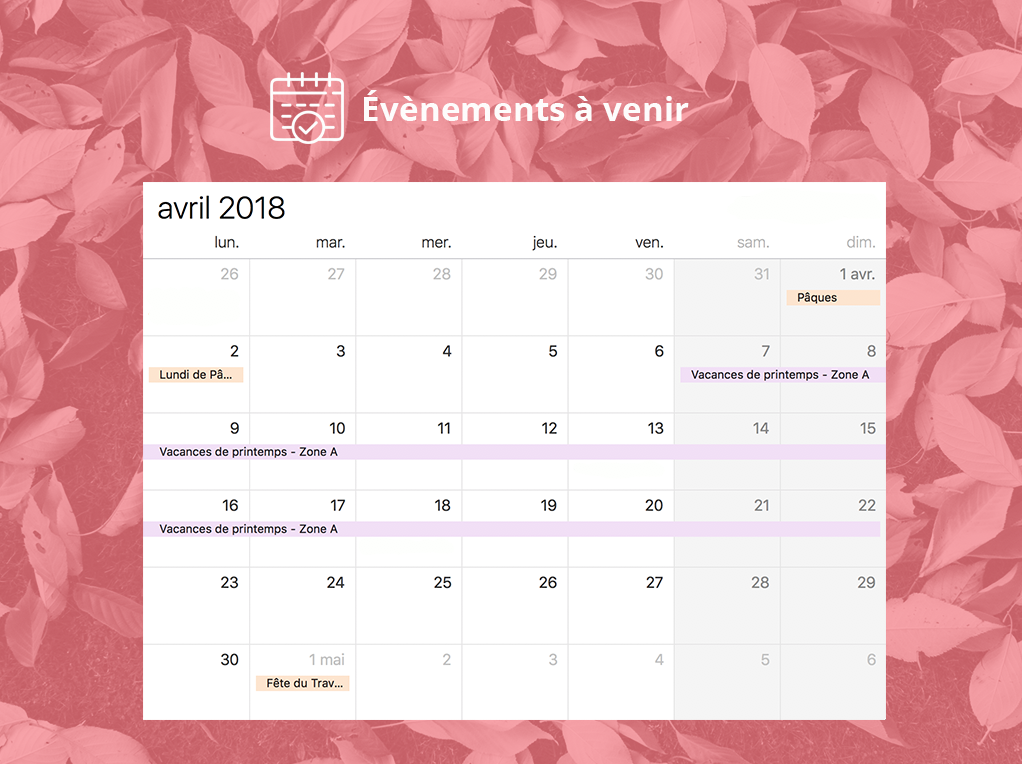 Évènements à venir
avril 2018
lun. mar. mer. jeu. ven. sam. dim.
26 27 28 29 30 31 1 avr.
Pâques
2 3 4 5 6 7 8
Lundi de Pâ... Vacances de printemps - Zone A
9 10 11 12 13 14 15
Vacances de printemps - Zone A
16 17 18 19 20 21 22
Vacances de printemps - Zone A
23 24 25 26 27 28 29
30 1 mai 2 3 4 5 6
Fête du Trav...